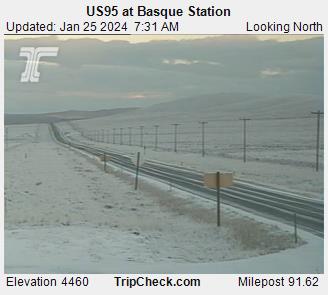 US95 at Basque Station
Updated: Jan 25 2024 7:31 AM Looking North
Elevation 4460 TripCheck.com Milepost 91.62